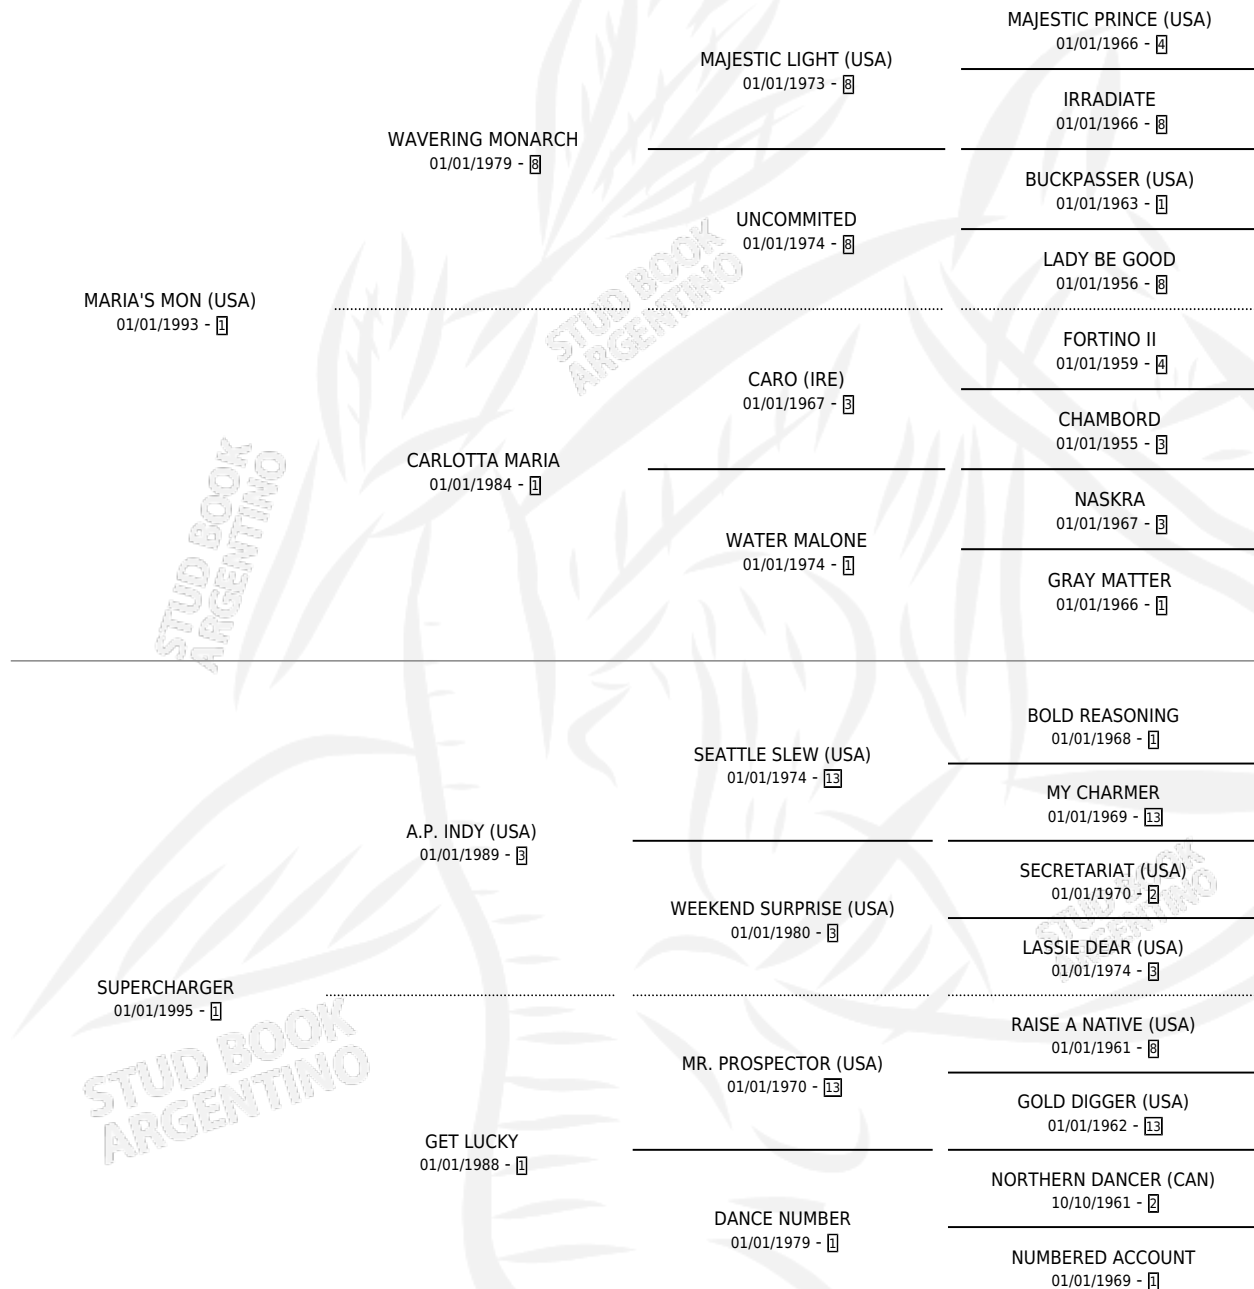 MAJESTIC PRINCE (USA)
01/01/1966 - 4
MAJESTIC LIGHT (USA)
01/01/1973 - 8
IRRADIATE
01/01/1966 - 8
WAVERING MONARCH
01/01/1979 - 8
BUCKPASSER (USA)
01/01/1963 - 1
UNCOMMITED
01/01/1974 - 8
LADY BE GOOD
01/01/1956 - 8
MARIA'S MON (USA)
01/01/1993 - 1
FORTINO II
01/01/1959 - 4
CARO (IRE)
01/01/1967 - 3
CHAMBORD
01/01/1955 - 3
CARLOTTA MARIA
01/01/1984 - 1
NASKRA
01/01/1967 - 3
WATER MALONE
01/01/1974 - 1
GRAY MATTER
01/01/1966 - 1
BOLD REASONING
01/01/1968 - 1
SEATTLE SLEW (USA)
01/01/1974 - 13
MY CHARMER
01/01/1969 - 13
A.P. INDY (USA)
01/01/1989 - 3
SECRETARIAT (USA)
01/01/1970 - 2
WEEKEND SURPRISE (USA)
01/01/1980 - 3
LASSIE DEAR (USA)
01/01/1974 - 3
SUPERCHARGER
01/01/1995 - 1
RAISE A NATIVE (USA)
01/01/1961 - 8
MR. PROSPECTOR (USA)
01/01/1970 - 13
GOLD DIGGER (USA)
01/01/1962 - 13
GET LUCKY
01/01/1988 - 1
NORTHERN DANCER (CAN)
10/10/1961 - 2
DANCE NUMBER
01/01/1979 - 1
NUMBERED ACCOUNT
01/01/1969 - 1
STUD BOOK
ARGENTINO
STUD BOOK
ARGENTINO
STUD BOOK
ARGENTINO
STUD BOOK
ARGENTINO